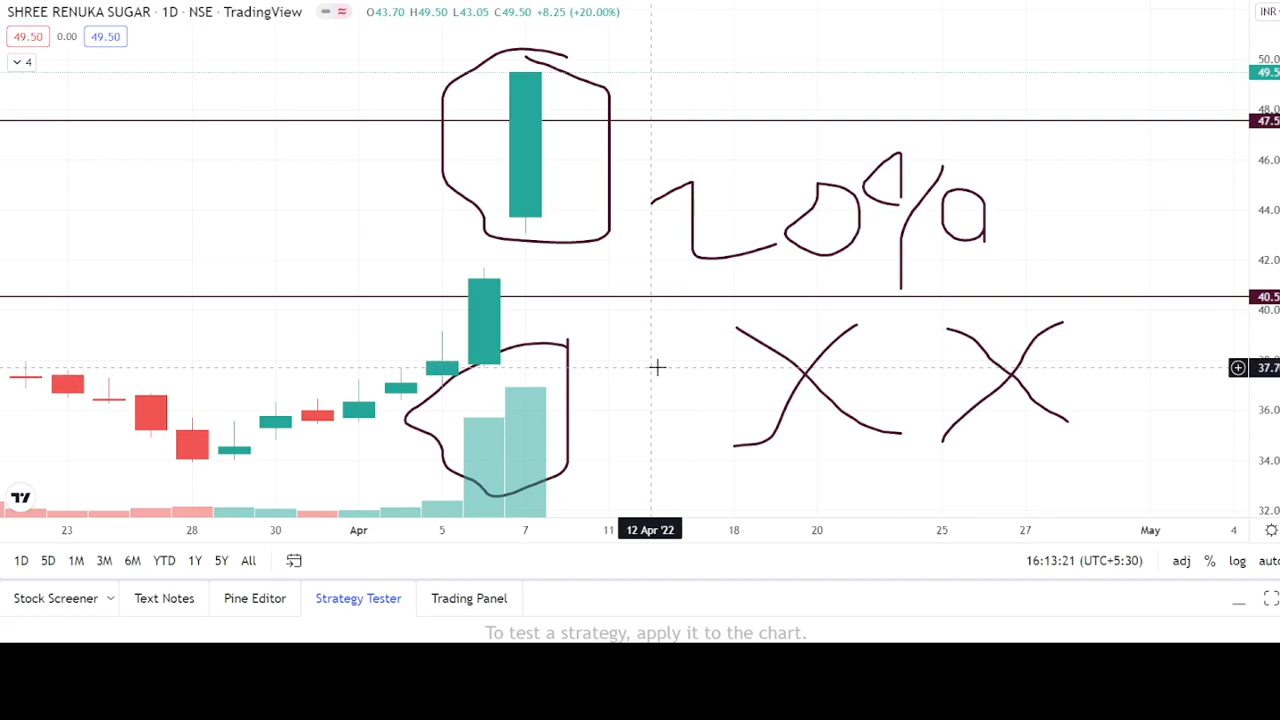 SHREE RENUKA SUGAR · 1D · NSE · TradingView O43.70 H49.50 L43.05 C49.50 +8.25 (+20.00%) INR
49.50 0.00 49.50
4
50.0
49.5
48.0
47.5
46.0
20%
44.0
42.0
40.5
40.0
XX
37.7
36.0
34.0
32.0
23 28 30 Apr 5 7 11 12 Apr '22 18 20 25 27 May 4
1D 5D 1M 3M 6M YTD 1Y 5Y All 16:13:21 (UTC+5:30) adj % log auto
Stock Screener Text Notes Pine Editor Strategy Tester Trading Panel
To test a strategy, apply it to the chart.